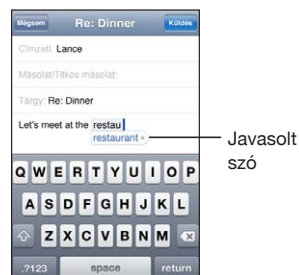 Mégsem Re: Dinner Küldés
Címzett: Lance
Másolat/Titkos másolat:
Tárgy: Re: Dinner
Let's meet at the restau
restaurant ×
Javasolt
szó
Q W E R T Y U I O P
A S D F G H J K L
Z X C V B N M
.?123 space return